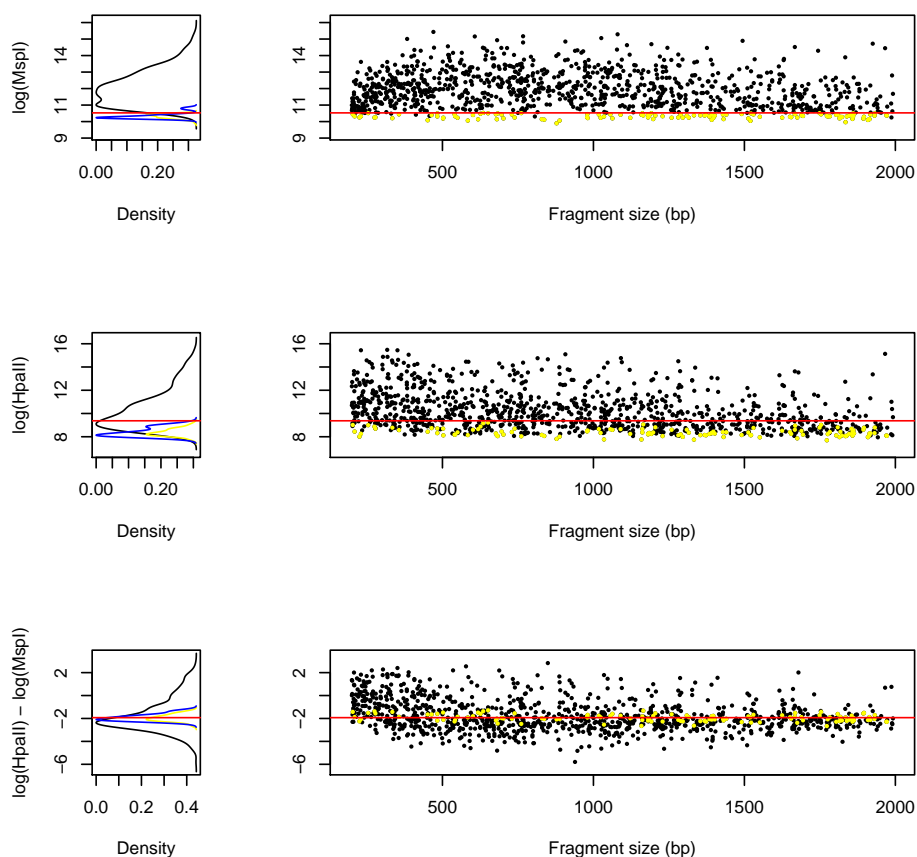 log(MspI)
14
11
9
0.00 0.20
500 1000 1500 2000
Density
Fragment size (bp)
log(HpaII)
16
12
8
16
12
8
0.00 0.20
500 1000 1500 2000
Density
Fragment size (bp)
log(HpaII) − log(MspI)
2
−2
−6
2
−2
−6
0.0 0.2 0.4
500 1000 1500 2000
Density
Fragment size (bp)